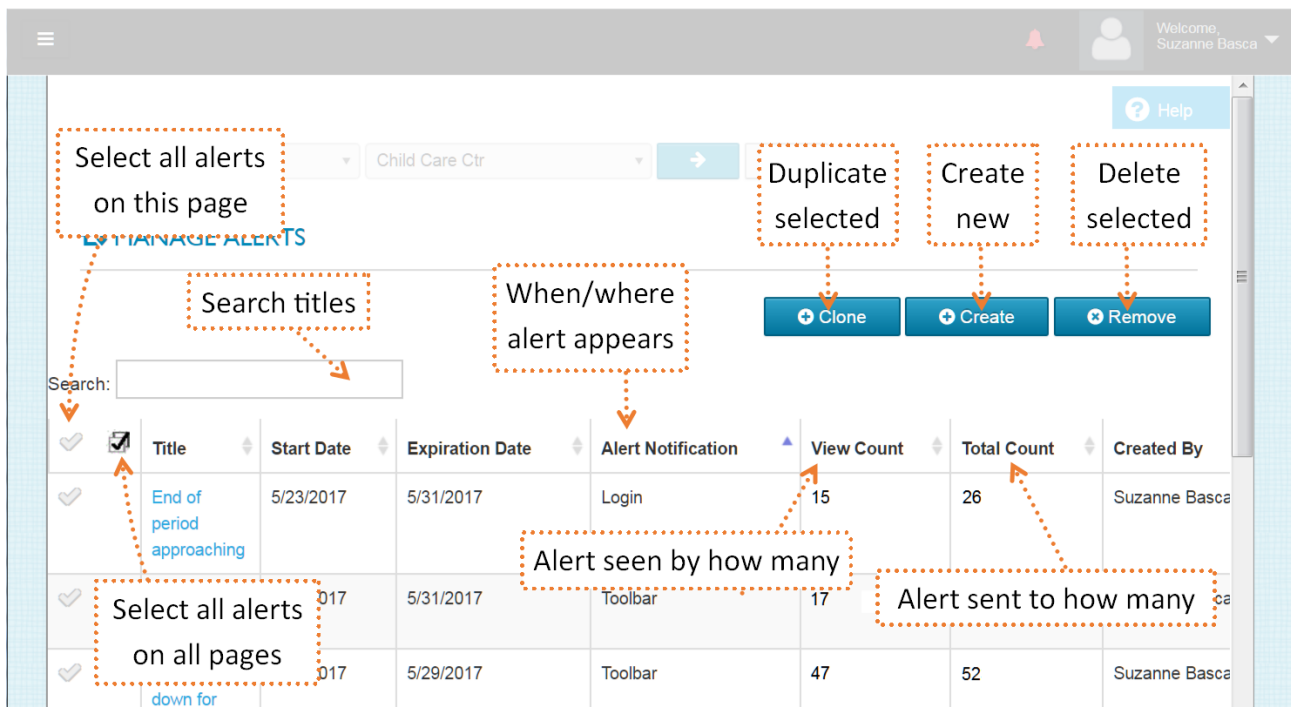 Welcome,
Suzanne Basca
Help
Select all alerts
on this page
Child Care Ctr
Duplicate
selected
Create
new
Delete
selected
MANAGE ALERTS
Search titles
When/where
alert appears
Clone
Create
Remove
Search:
Title
Start Date
Expiration Date
Alert Notification
View Count
Total Count
Created By
End of
period
approaching
5/23/2017
5/31/2017
Login
15
26
Suzanne Basca
Alert seen by how many
Select all alerts
on all pages
017
5/31/2017
Toolbar
17
Alert sent to how many
ca
017
5/29/2017
Toolbar
47
52
Suzanne Basca
down for